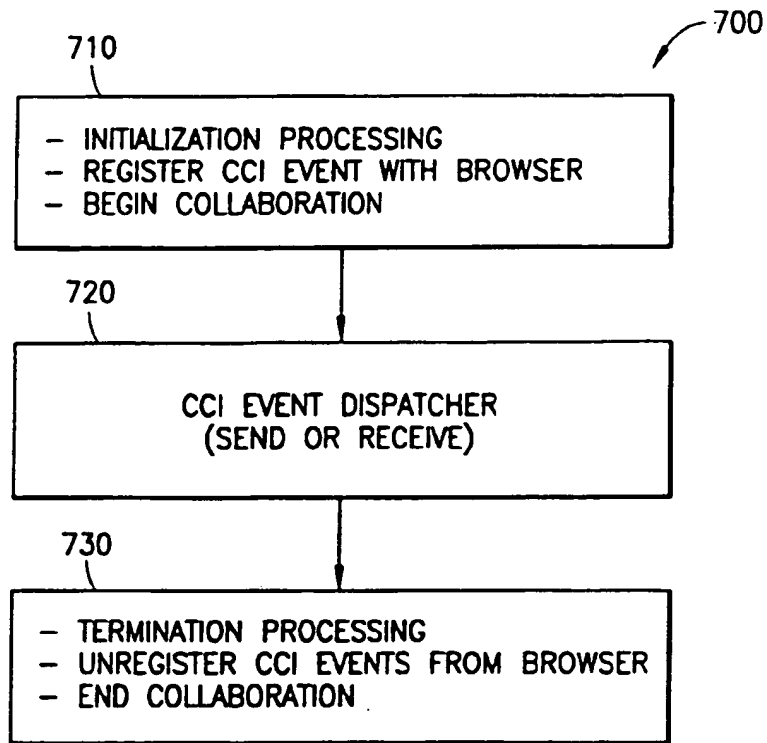 700
710
- INITIALIZATION PROCESSING
- REGISTER CCI EVENT WITH BROWSER
- BEGIN COLLABORATION
720
CCI EVENT DISPATCHER
(SEND OR RECEIVE)
730
- TERMINATION PROCESSING
- UNREGISTER CCI EVENTS FROM BROWSER
- END COLLABORATION